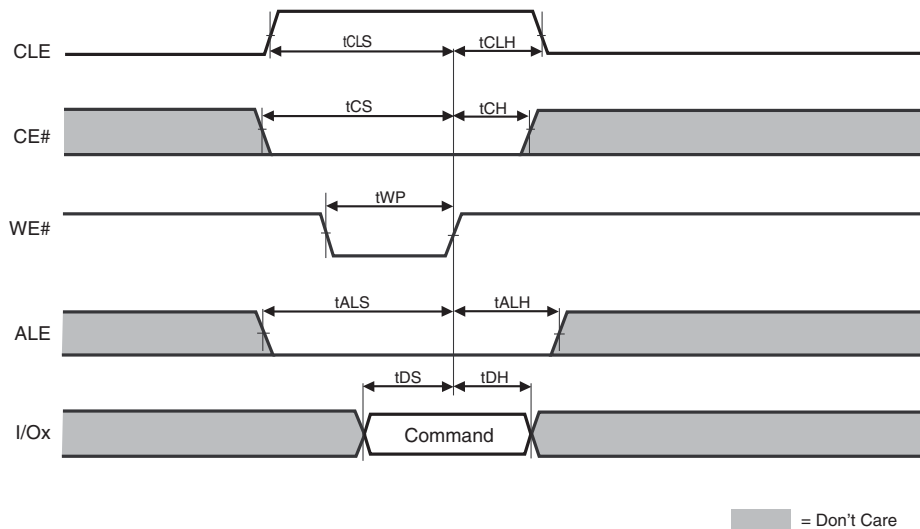 CLE
tCLS
tCLH
CE#
tCS
tCH
WE#
tWP
ALE
tALS
tALH
I/Ox
tDS
tDH
Command
= Don't Care